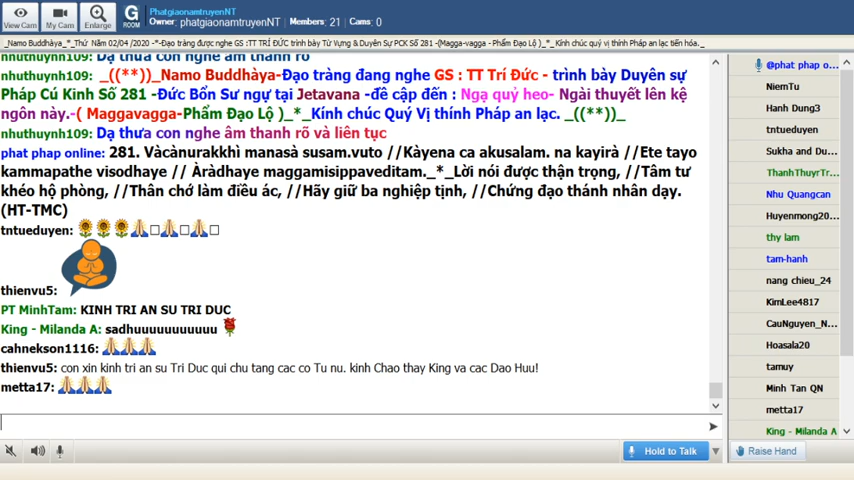 View Cam
My Cam
Enlarge
G
ROOM
PhatgiaonamtruyenNT
Owner: phatgiaonamtruyenNT | Members: 21 | Cams: 0
_Namo Buddhàya_*_Thứ Năm 02/04 /2020 -*-Đạo tràng được nghe GS :TT TRÍ ĐỨC trình bày Tứ Vựng & Duyên Sự PCK Số 281 -(Magga-vagga - Phẩm Đạo Lộ )_*_ Kính chúc quý vị thính Pháp an lạc tiến hóa._
nhuthuynh109: Dạ thưa con nghe âm thanh rõ
nhuthuynh109: _((**))_Namo Buddhàya-Đạo tràng đang nghe GS : TT Trí Đức - trình bày Duyên sự
Pháp Cú Kinh Số 281 -Đức Bổn Sư ngự tại Jetavana -đề cập đến : Ngạ quỷ heo- Ngài thuyết lên kệ
ngôn này.-( Maggavagga-Phẩm Đạo Lộ )_*_Kính chúc Quý Vị thính Pháp an lạc. _((**))_
nhuthuynh109: Dạ thưa con nghe âm thanh rõ và liên tục
phat phap online: 281. Vàcànurakkhì manasà susam.vuto //Kàyena ca akusalam. na kayirà //Ete tayo
kammapathe visodhaye // Àràdhaye maggamisippaveditam._*_Lời nói được thận trọng, //Tâm tư
khéo hộ phòng, //Thân chớ làm điều ác, //Hãy giữ ba nghiệp tịnh, //Chứng đạo thánh nhân dạy.
(HT-TMC)
tntueduyen: 🌻🌻🌻🙏□🙏□🙏□
thienvu5:
PT MinhTam: KINH TRI AN SU TRI DUC
King - Milanda A: sadhuuuuuuuuuuu 🌹
cahnekson1116: 🙏🙏🙏
thienvu5: con xin kinh tri an su Tri Duc qui chu tang cac co Tu nu. kinh Chao thay King va cac Dao Huu!
metta17: 🙏🙏🙏
Hold to Talk
@phat phap o...
NiemTu
Hanh Dung3
tntueduyen
Sukha and Du...
ThanhThuyrTr...
Nhu Quangcan
Huyenmong20...
thy lam
tam-hanh
nang chieu_24
KimLee4817
CauNguyen_N...
Hoasala20
tamuy
Minh Tan QN
metta17
King - Milanda A
Raise Hand